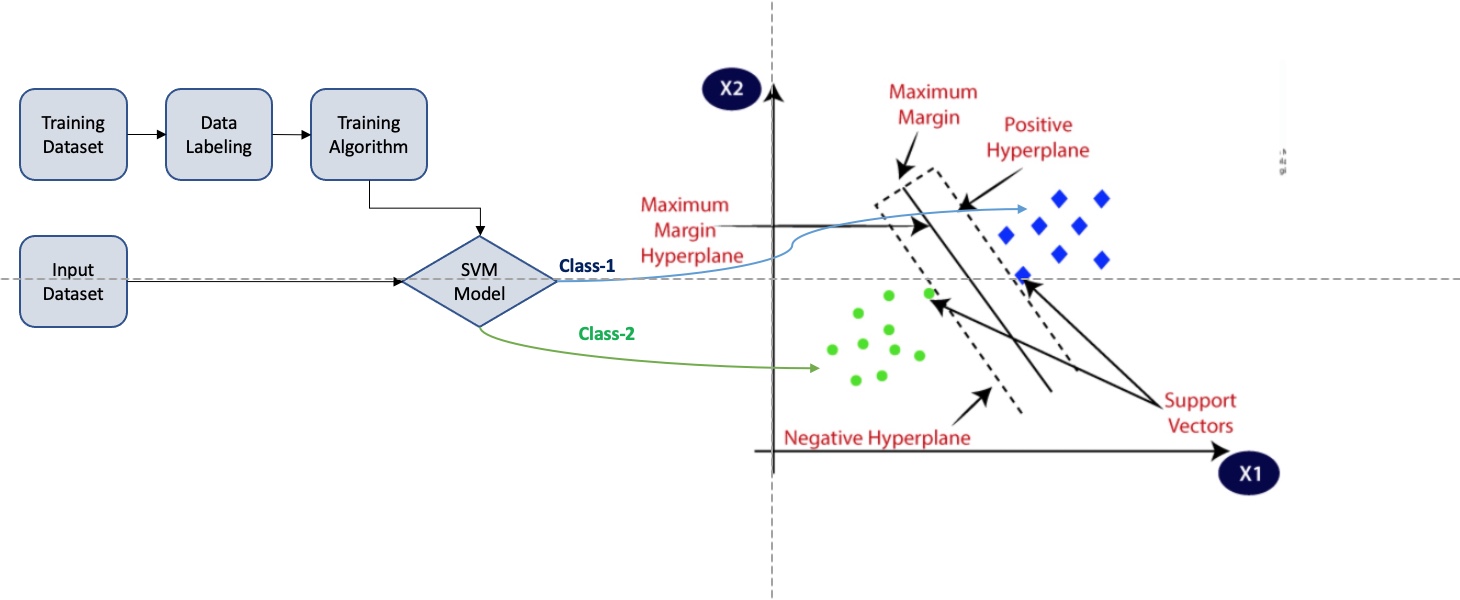 Training
Dataset
Data
Labeling
Training
Algorithm
Input
Dataset
SVM
Model
Class-1
Class-2
X2
Maximum
Margin
Positive
Hyperplane
Maximum
Margin
Hyperplane
Negative Hyperplane
Support
Vectors
X1